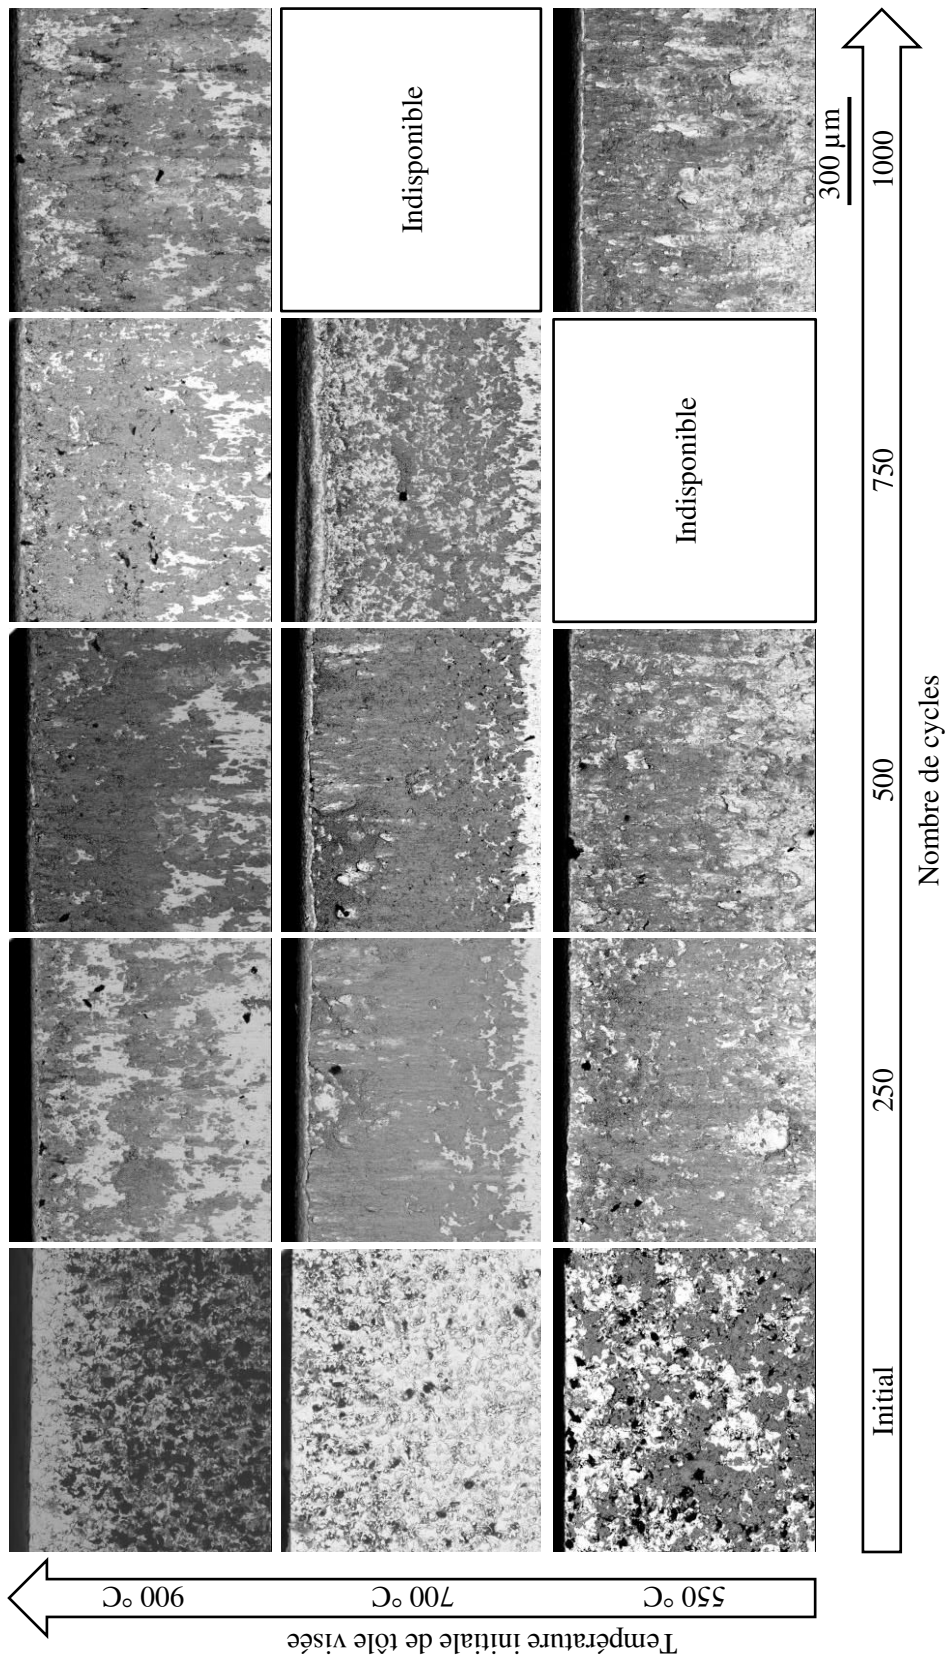 Température initiale de tôle visée
900 °C
700 °C
550 °C
Indisponible
Indisponible
300 µm
Initial
250
500
750
1000
Nombre de cycles